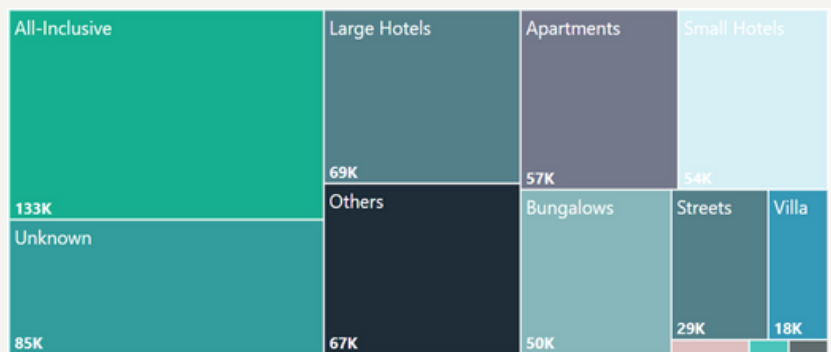 All-Inclusive
133K
Unknown
85K
Large Hotels
69K
Others
67K
Apartments
57K
Small Hotels
54K
Bungalows
50K
Streets
29K
Villa
18K